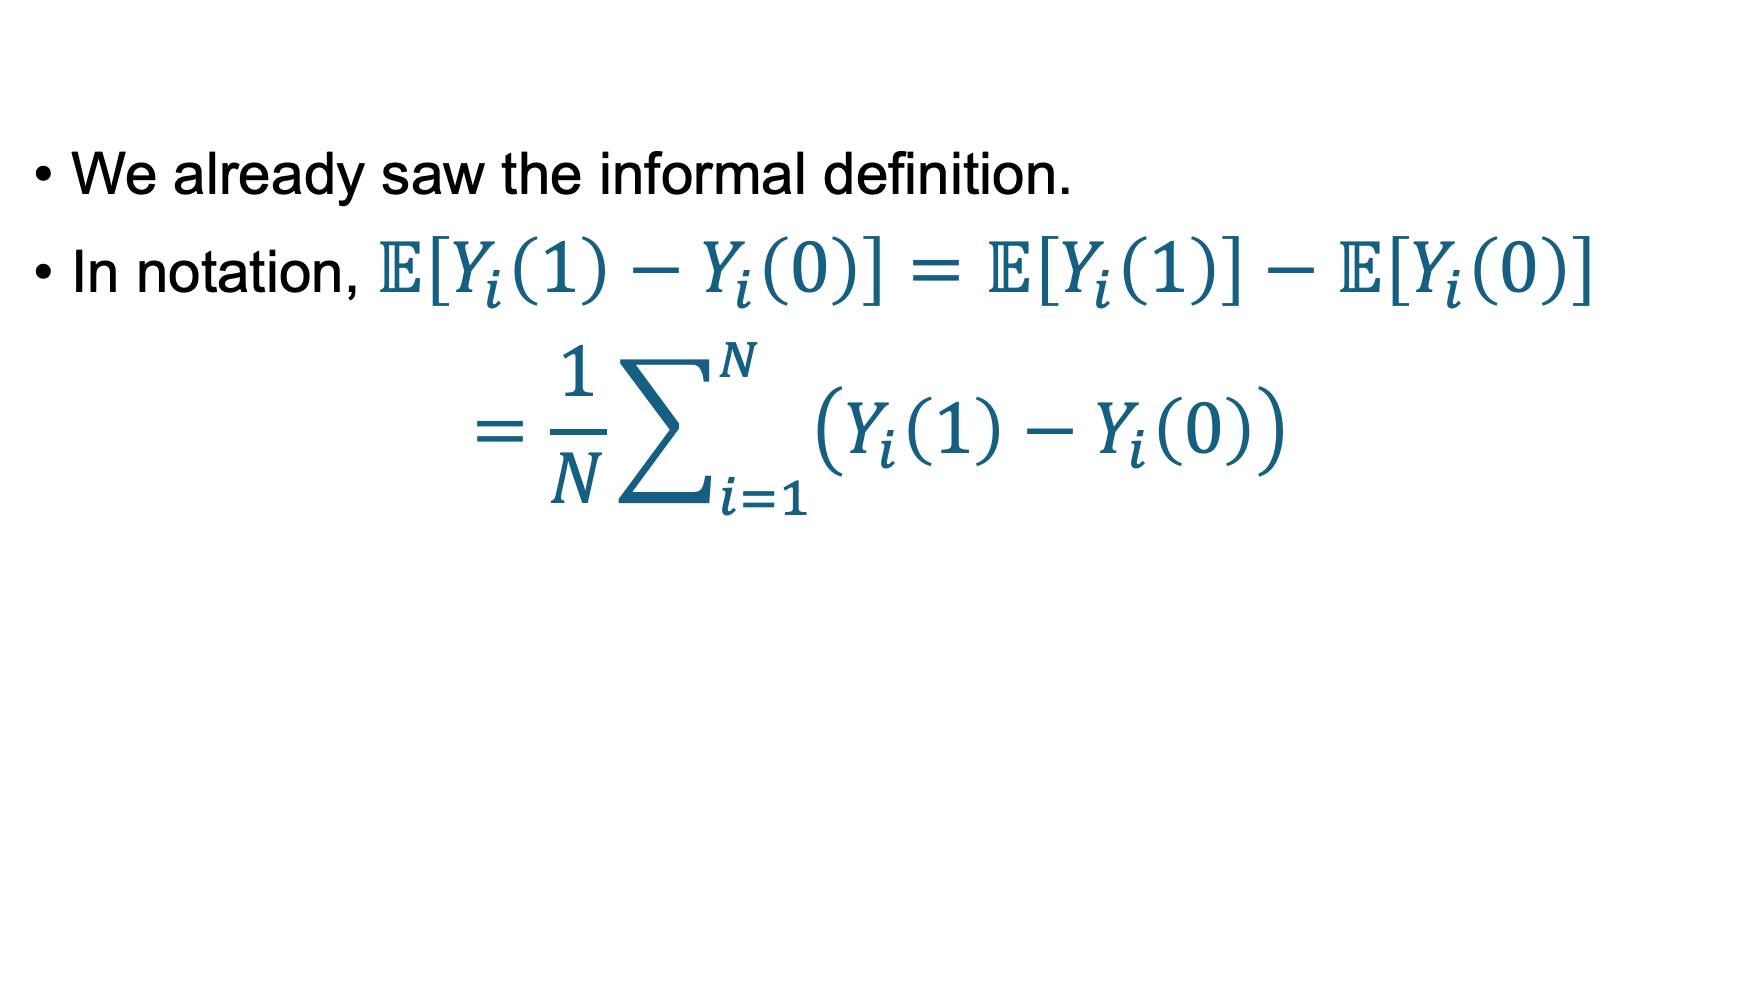 • We already saw the informal definition.
• In notation, 𝔼[Yᵢ(1) − Yᵢ(0)] = 𝔼[Yᵢ(1)] − 𝔼[Yᵢ(0)]
= 1/N ∑ᵢ₌₁ᴺ (Yᵢ(1) − Yᵢ(0))